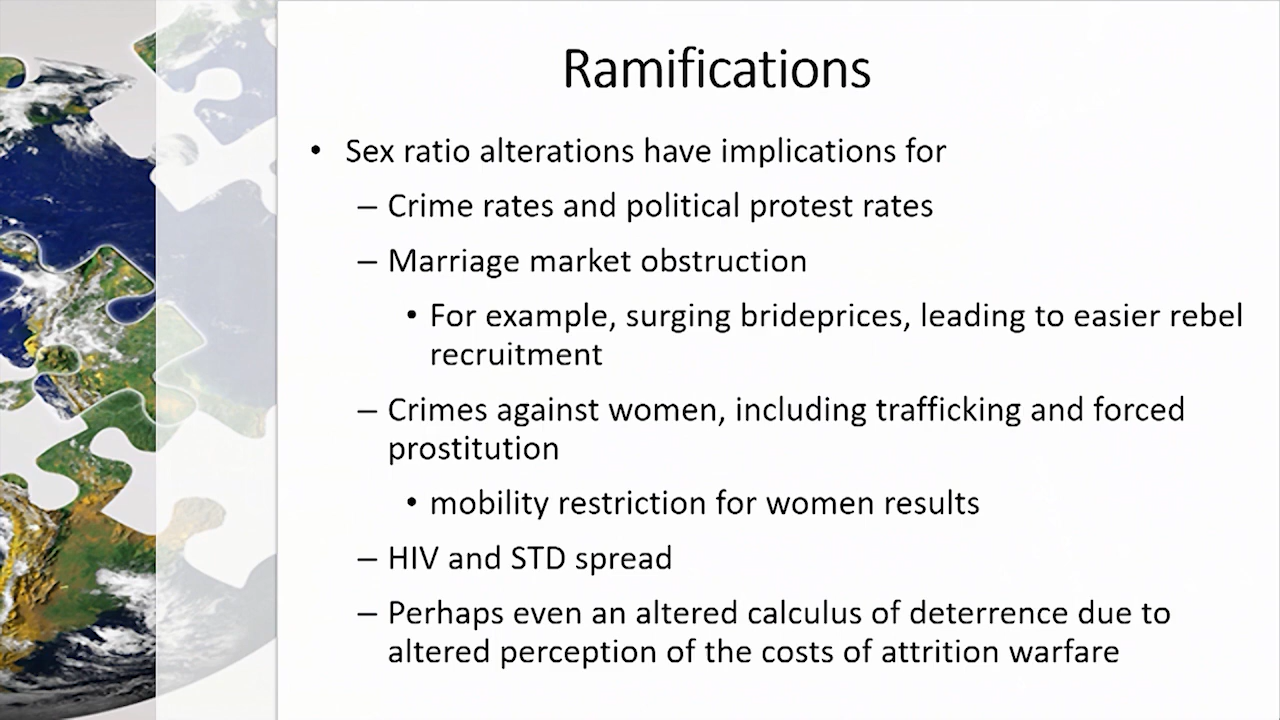 Ramifications
• Sex ratio alterations have implications for
– Crime rates and political protest rates
– Marriage market obstruction
• For example, surging brideprices, leading to easier rebel
recruitment
– Crimes against women, including trafficking and forced
prostitution
• mobility restriction for women results
– HIV and STD spread
– Perhaps even an altered calculus of deterrence due to
altered perception of the costs of attrition warfare